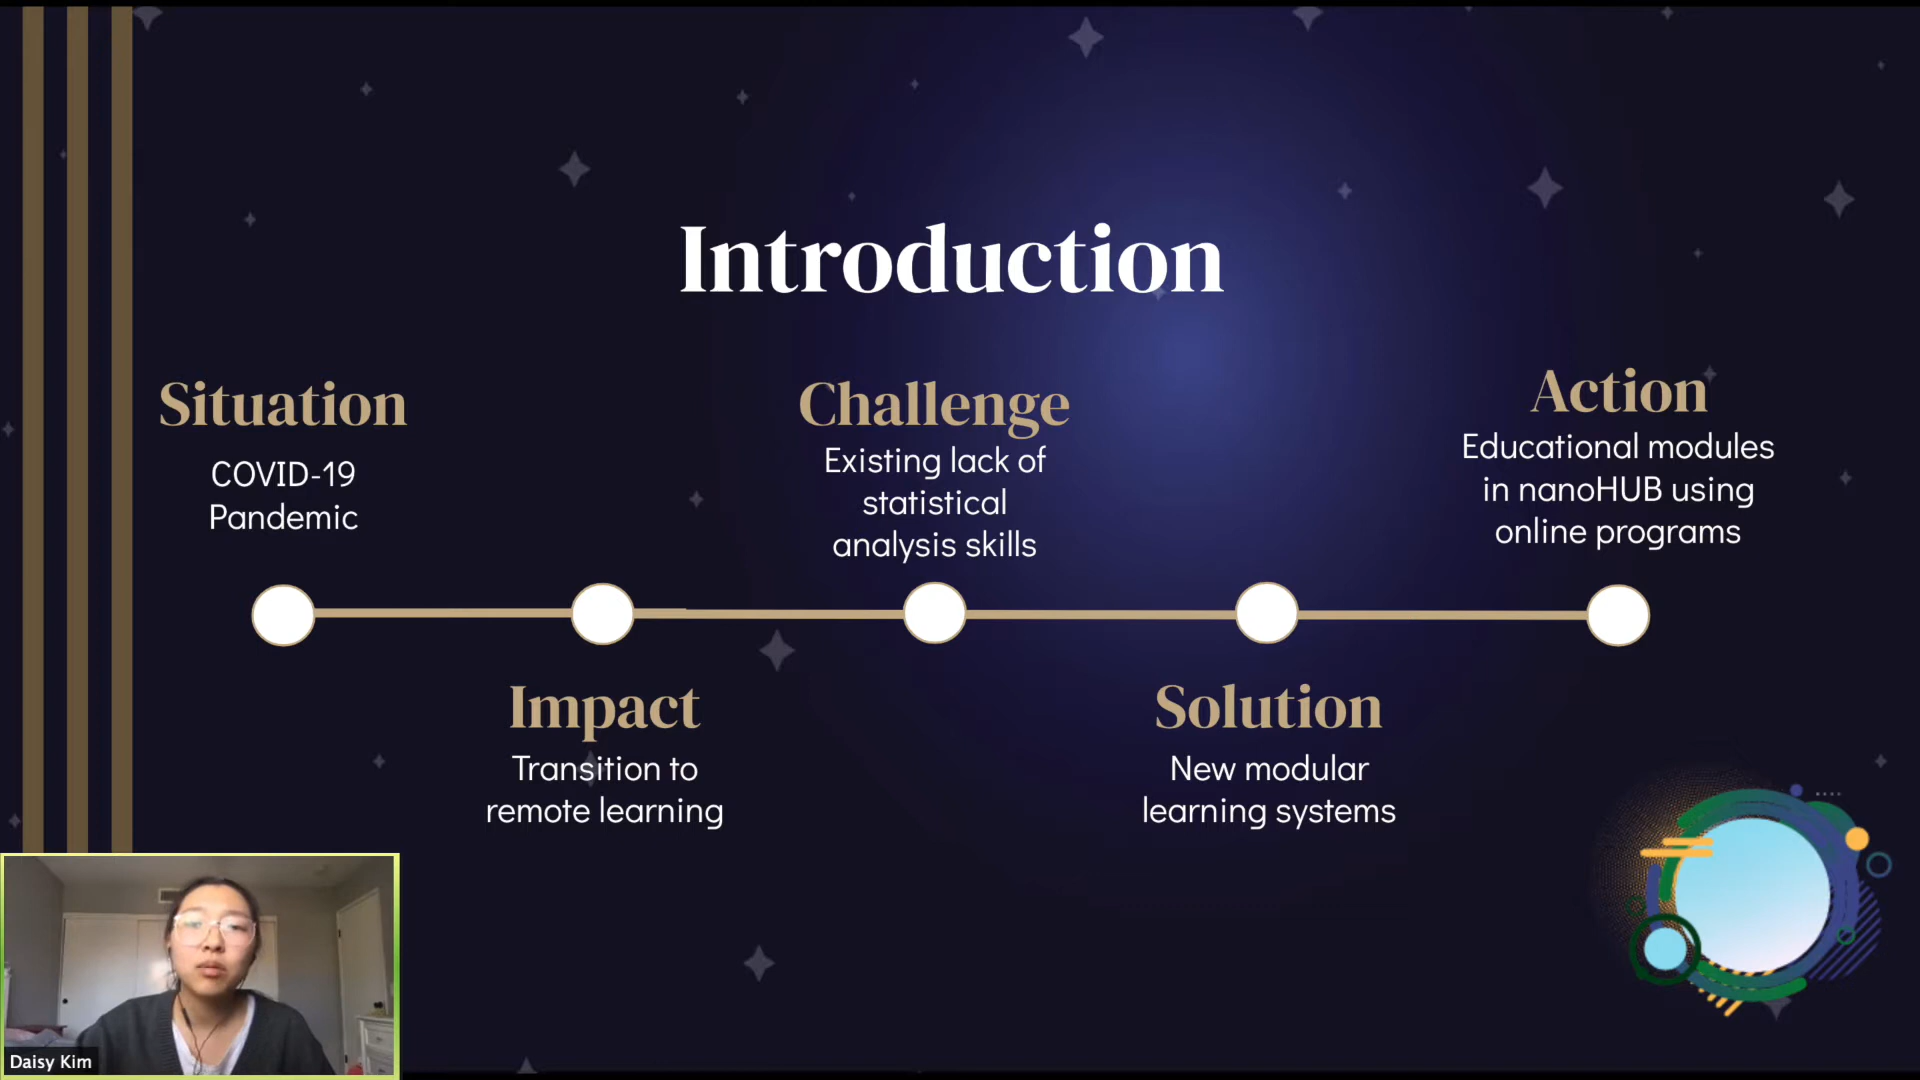 Introduction
Situation
COVID-19
Pandemic
Impact
Transition to
remote learning
Challenge
Existing lack of
statistical
analysis skills
Solution
New modular
learning systems
Action
Educational modules
in nanoHUB using
online programs
Daisy Kim